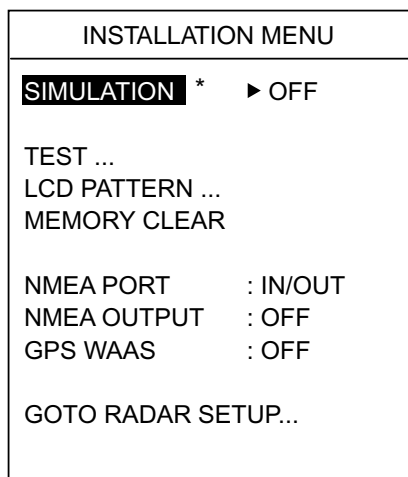 INSTALLATION MENU
SIMULATION * ▶ OFF
TEST ...
LCD PATTERN ...
MEMORY CLEAR
NMEA PORT : IN/OUT
NMEA OUTPUT : OFF
GPS WAAS : OFF
GOTO RADAR SETUP...